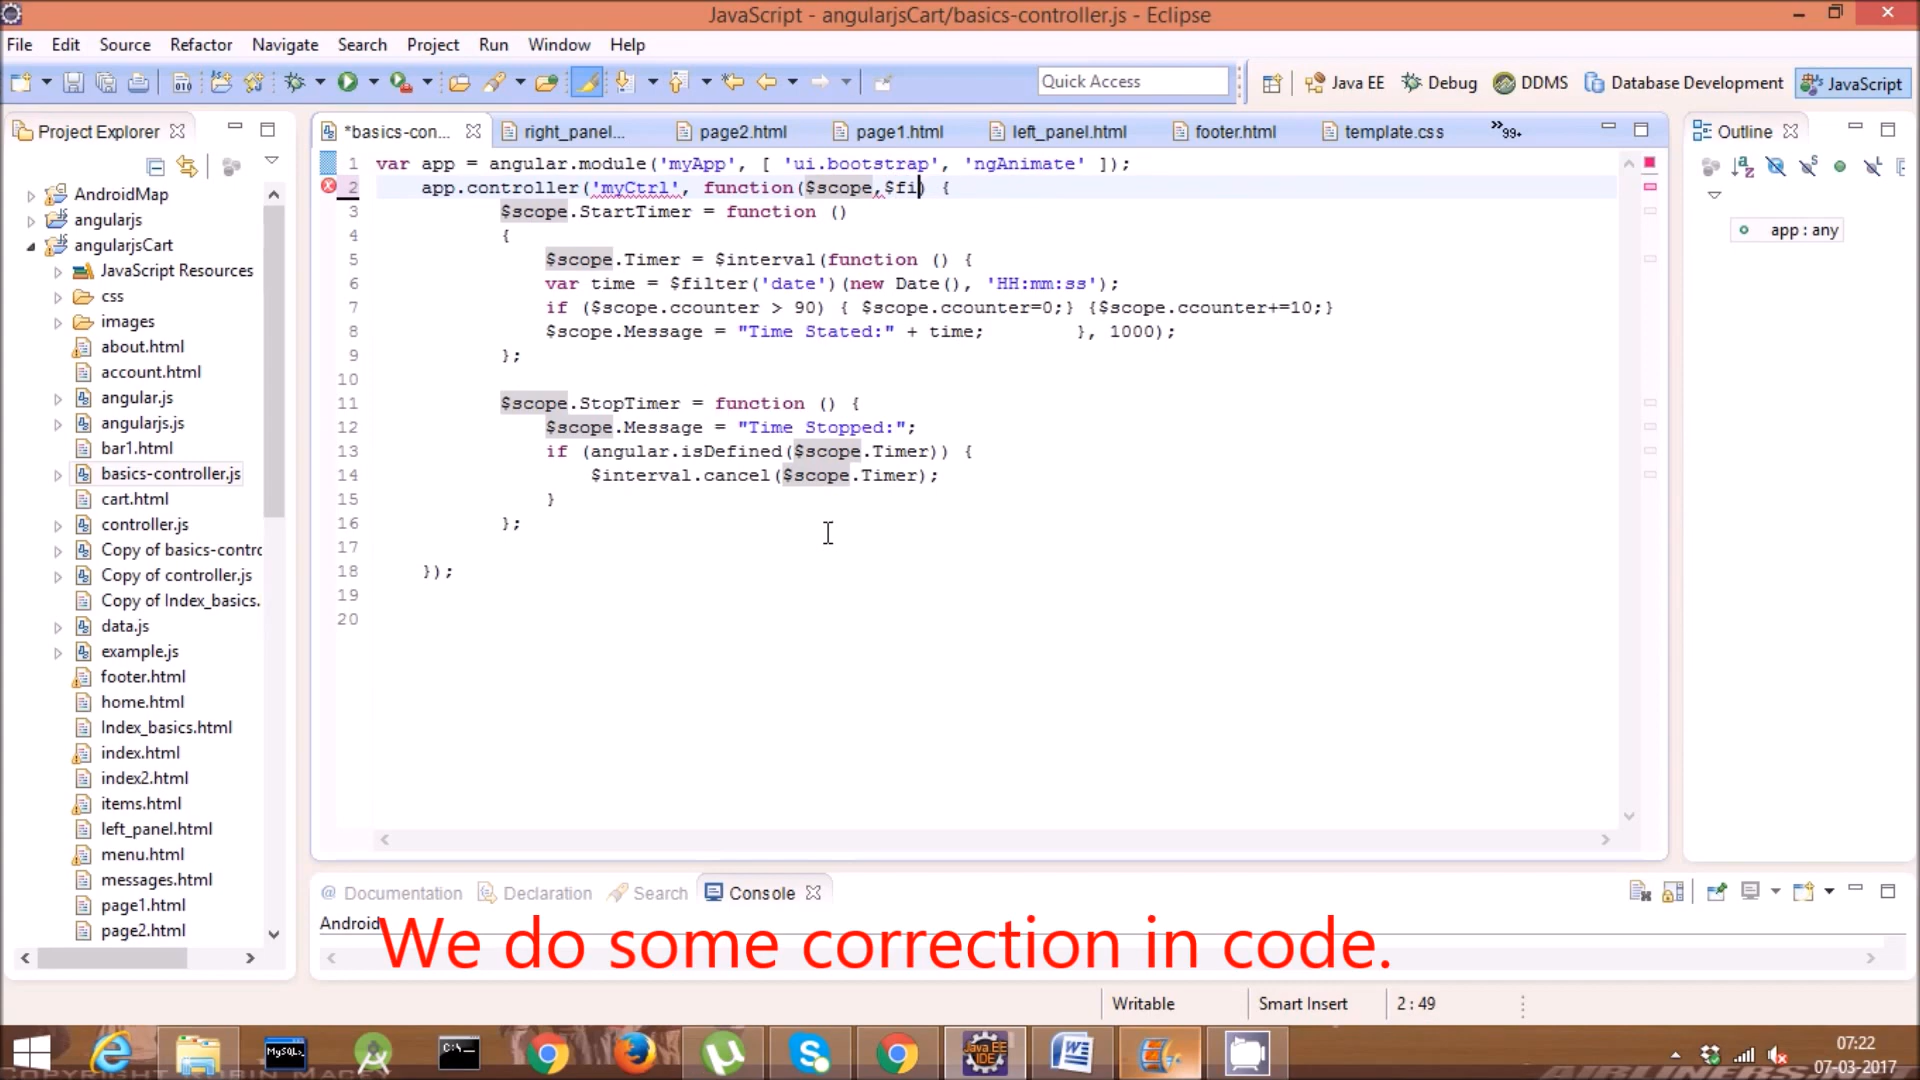 JavaScript - angularjsCart/basics-controller.js - Eclipse
File Edit Source Refactor Navigate Search Project Run Window Help
Quick Access
Java EE
Debug
DDMS
Database Development
JavaScript
Project Explorer
AndroidMap
angularjs
angularjsCart
JavaScript Resources
css
images
about.html
account.html
angular.js
angularjs.js
bar1.html
basics-controller.js
cart.html
controller.js
Copy of basics-contro
Copy of controller.js
Copy of Index_basics.
data.js
example.js
footer.html
home.html
Index_basics.html
index.html
index2.html
items.html
left_panel.html
menu.html
messages.html
page1.html
page2.html
*basics-con... right_panel... page2.html page1.html left_panel.html footer.html template.css »99+
1 var app = angular.module('myApp', [ 'ui.bootstrap', 'ngAnimate' ]);
2 app.controller('myCtrl', function($scope,$fi) {
3 $scope.StartTimer = function ()
4 {
5 $scope.Timer = $interval(function () {
6 var time = $filter('date')(new Date(), 'HH:mm:ss');
7 if ($scope.ccounter > 90) { $scope.ccounter=0;} {$scope.ccounter+=10;}
8 $scope.Message = "Time Stated:" + time; }, 1000);
9 };
10
11 $scope.StopTimer = function () {
12 $scope.Message = "Time Stopped:";
13 if (angular.isDefined($scope.Timer)) {
14 $interval.cancel($scope.Timer);
15 }
16 };
17
18 });
19
20
Outline
app : any
@ Documentation Declaration Search Console
Android
We do some correction in code.
Writable Smart Insert 2 : 49
MySQL
C:\
Java EE
IDE
07:22
07-03-2017